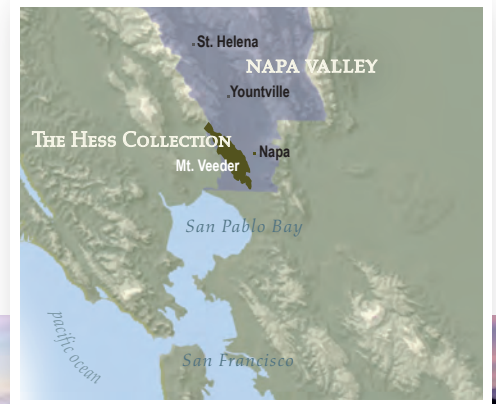 St. Helena
NAPA VALLEY
Yountville
THE HESS COLLECTION
Napa
Mt. Veeder
San Pablo Bay
pacific ocean
San Francisco